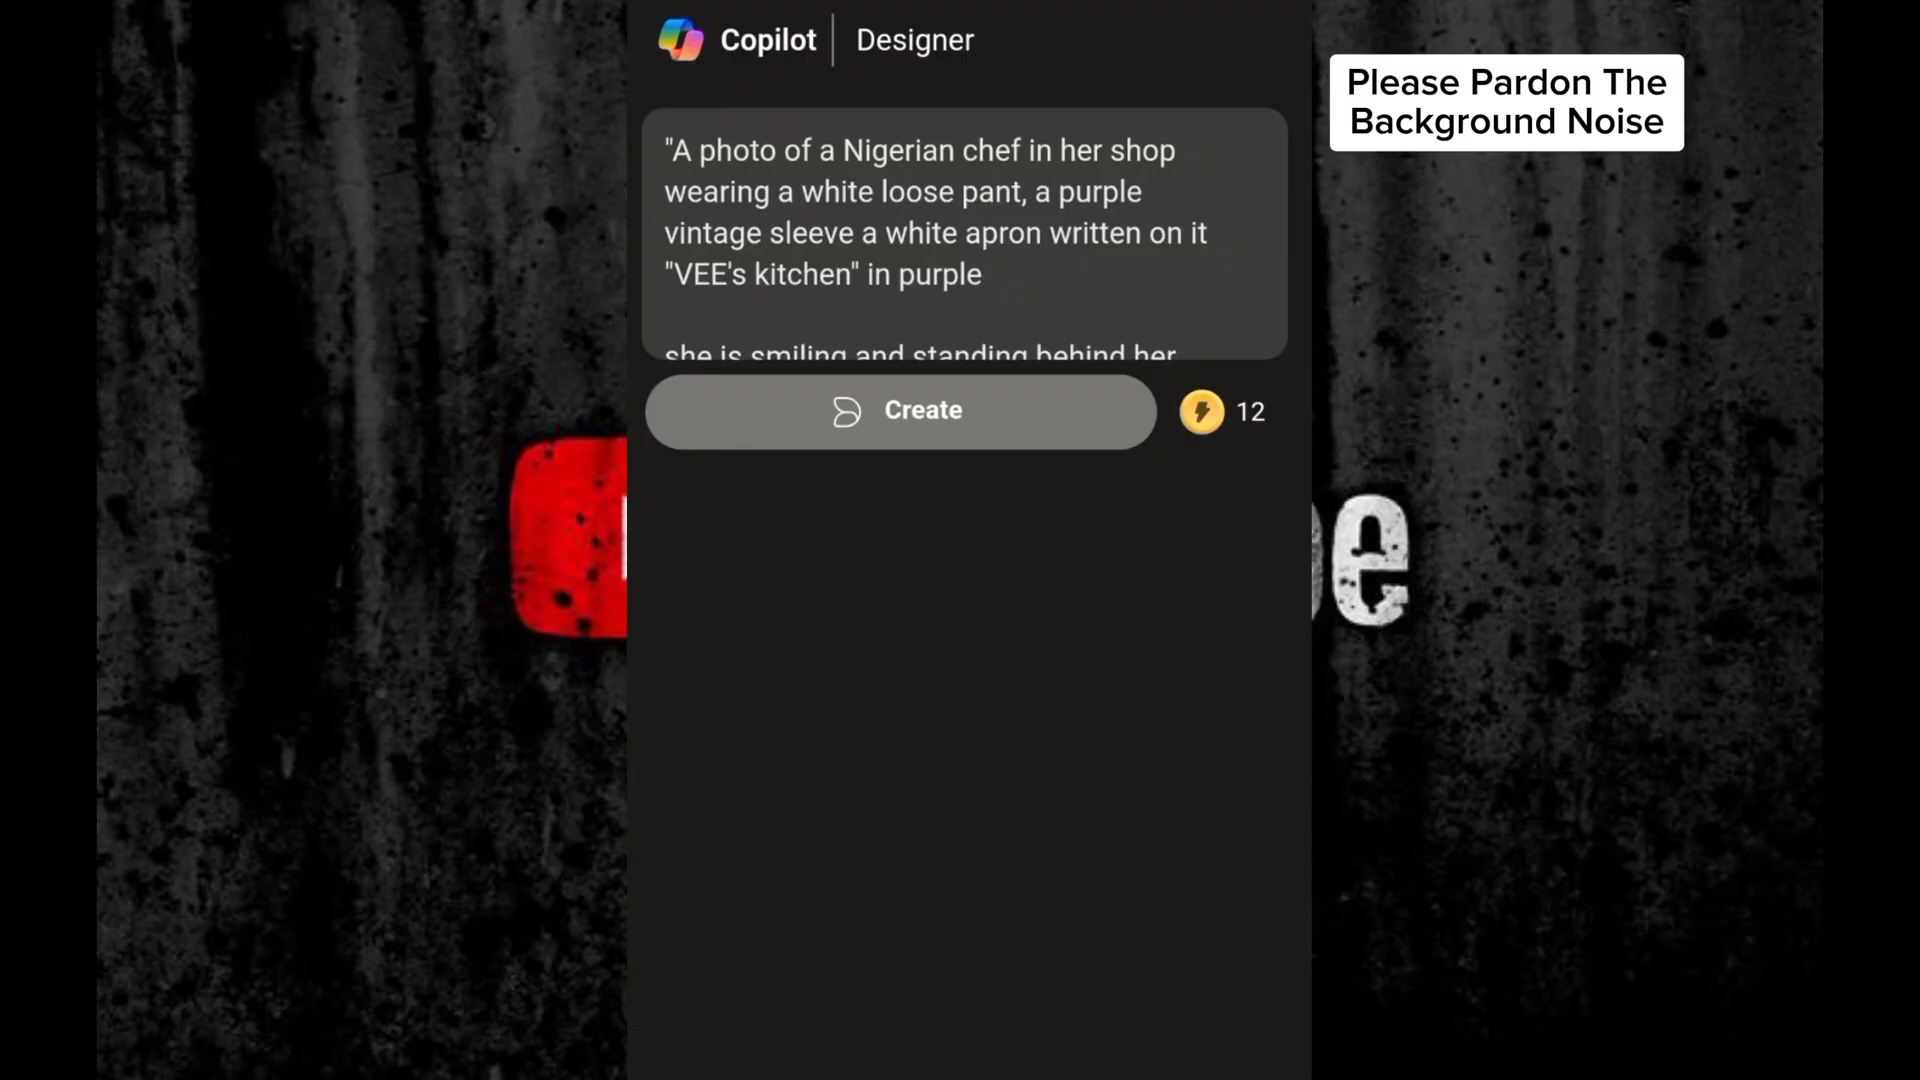 Copilot
Designer
Please Pardon The
Background Noise
"A photo of a Nigerian chef in her shop
wearing a white loose pant, a purple
vintage sleeve a white apron written on it
"VEE's kitchen" in purple
she is smiling and standing behind her
Create
12
e